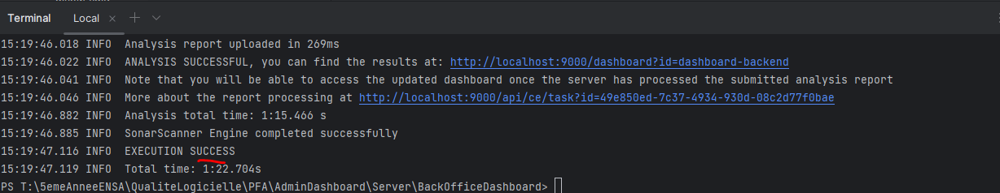 Terminal Local × + ∨
15:19:46.018 INFO  Analysis report uploaded in 269ms
15:19:46.022 INFO  ANALYSIS SUCCESSFUL, you can find the results at: http://localhost:9000/dashboard?id=dashboard-backend
15:19:46.041 INFO  Note that you will be able to access the updated dashboard once the server has processed the submitted analysis report
15:19:46.046 INFO  More about the report processing at http://localhost:9000/api/ce/task?id=49e850ed-7c37-4934-930d-08c2d77f0bae
15:19:46.882 INFO  Analysis total time: 1:15.466 s
15:19:46.885 INFO  SonarScanner Engine completed successfully
15:19:47.116 INFO  EXECUTION SUCCESS
15:19:47.119 INFO  Total time: 1:22.704s
PS T:\5emeAnneeENSA\QualiteLogicielle\PFA\AdminDashboard\Server\BackOfficeDashboard>